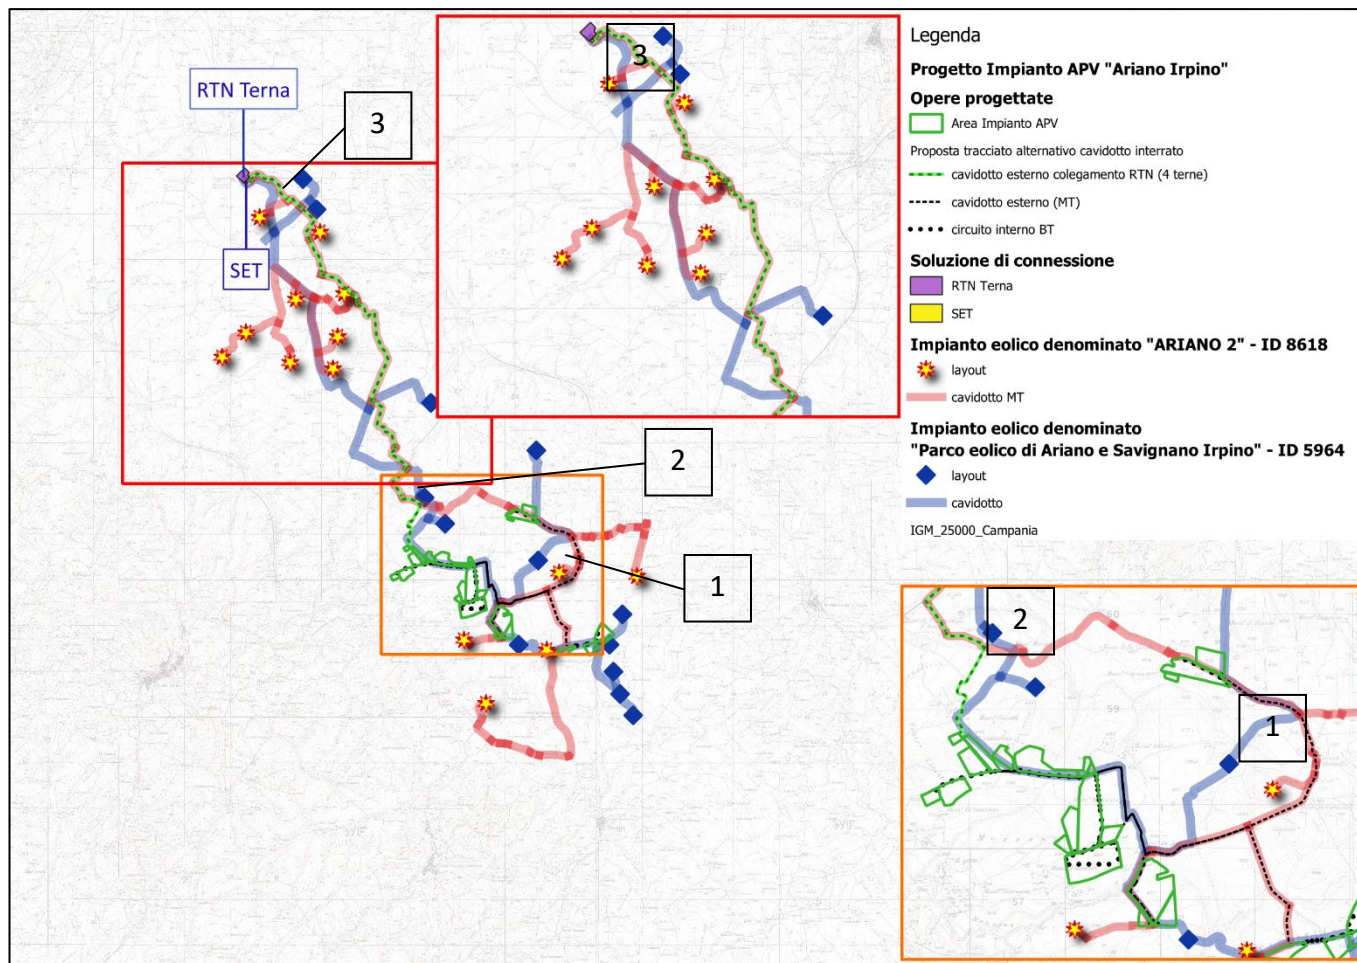 RTN Terna
3
SET
3
2
1
2
1
Legenda
Progetto Impianto APV "Ariano Irpino"
Opere progettate
Area Impianto APV
Proposta tracciato alternativo cavidotto interrato
cavidotto esterno colegamento RTN (4 terne)
cavidotto esterno (MT)
circuito interno BT
Soluzione di connessione
RTN Terna
SET
Impianto eolico denominato "ARIANO 2" - ID 8618
layout
cavidotto MT
Impianto eolico denominato
"Parco eolico di Ariano e Savignano Irpino" - ID 5964
layout
cavidotto
IGM_25000_Campania